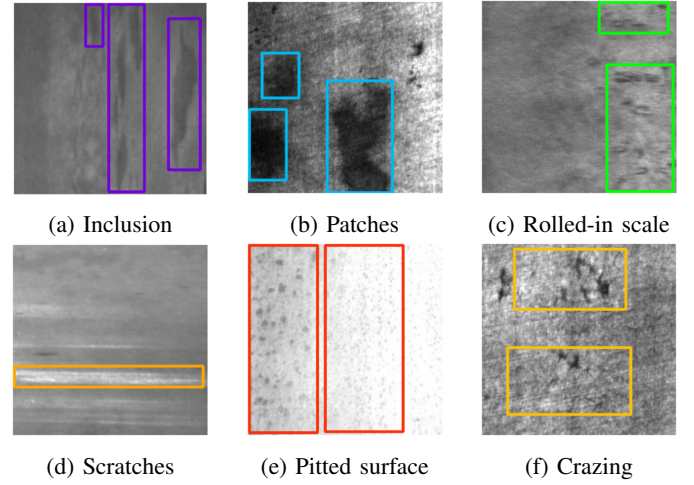 (a) Inclusion
(b) Patches
(c) Rolled-in scale
(d) Scratches
(e) Pitted surface
(f) Crazing